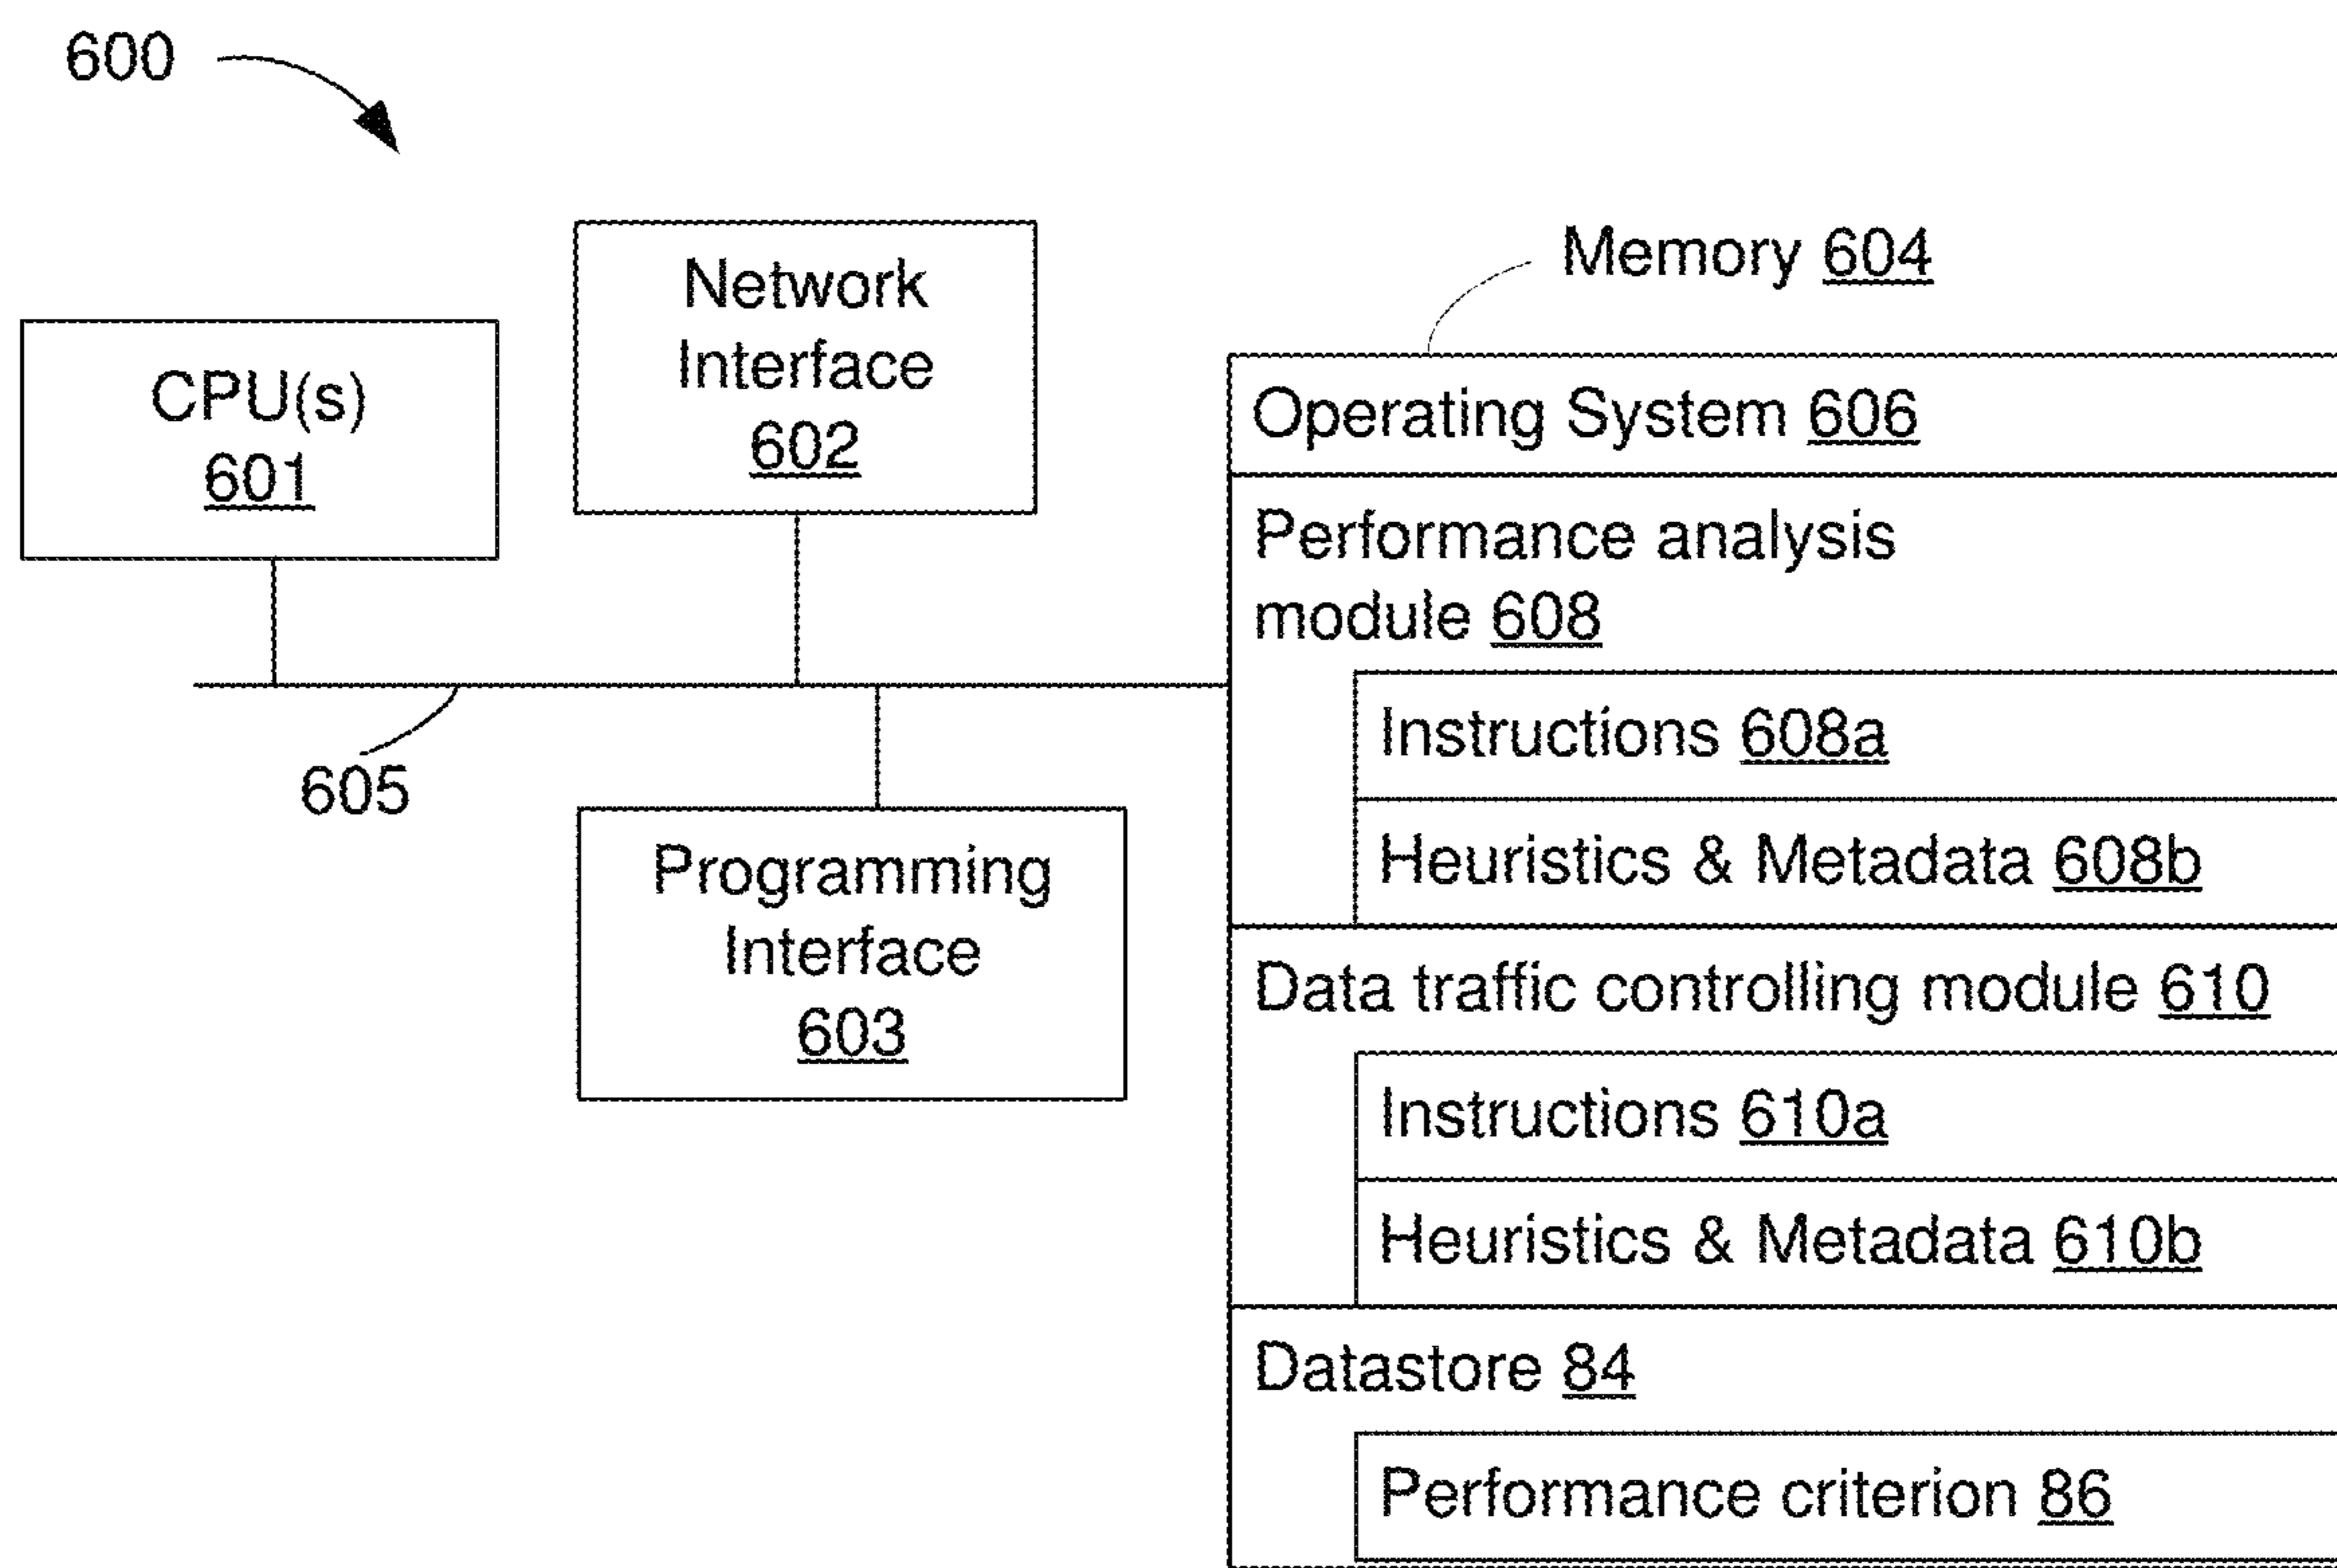 600
CPU(s)
601
Network
Interface
602
605
Programming
Interface
603
Memory 604
Operating System 606
Performance analysis
module 608
Instructions 608a
Heuristics & Metadata 608b
Data traffic controlling module 610
Instructions 610a
Heuristics & Metadata 610b
Datastore 84
Performance criterion 86